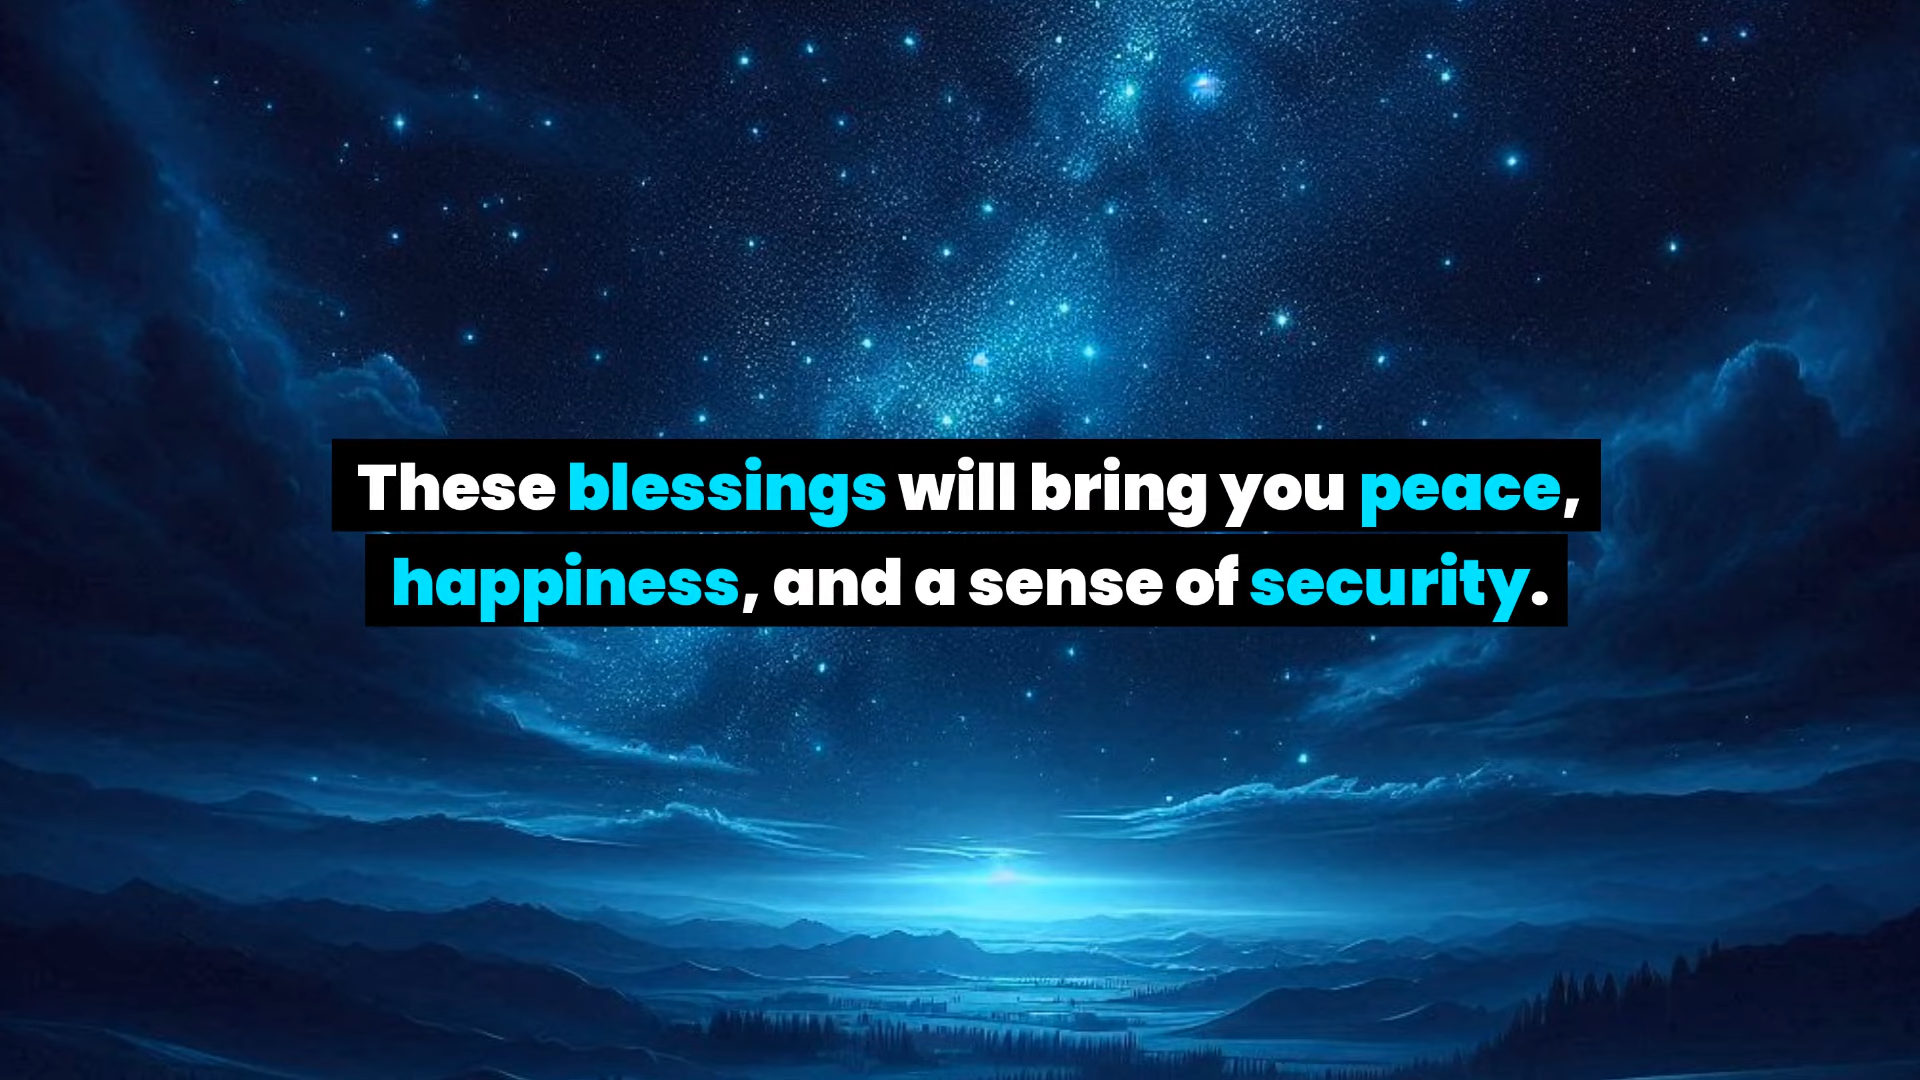 These blessings will bring you peace,
happiness, and a sense of security.